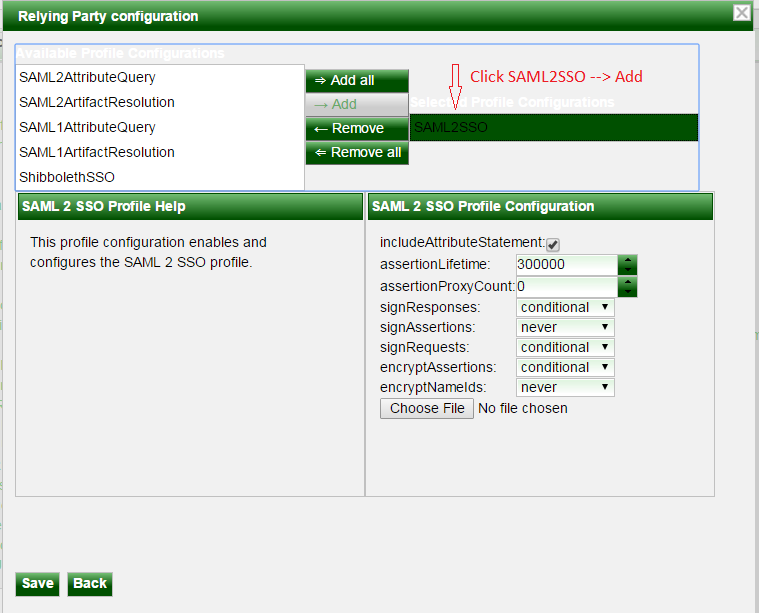 Relying Party configuration
Available Profile Configurations
SAML2AttributeQuery
SAML2ArtifactResolution
SAML1AttributeQuery
SAML1ArtifactResolution
ShibbolethSSO
⇒ Add all
→ Add
← Remove
⇐ Remove all
Click SAML2SSO --> Add
Selected Profile Configurations
SAML2SSO
SAML 2 SSO Profile Help
This profile configuration enables and
configures the SAML 2 SSO profile.
SAML 2 SSO Profile Configuration
includeAttributeStatement:
assertionLifetime: 300000
assertionProxyCount: 0
signResponses: conditional
signAssertions: never
signRequests: conditional
encryptAssertions: conditional
encryptNameIds: never
Choose File No file chosen
Save Back